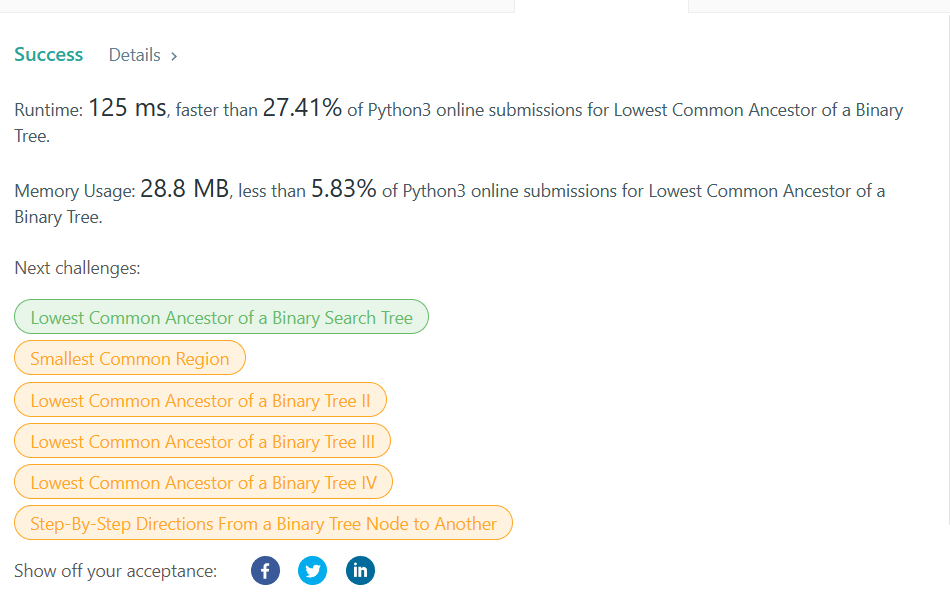 Success Details >
Runtime: 125 ms, faster than 27.41% of Python3 online submissions for Lowest Common Ancestor of a Binary
Tree.
Memory Usage: 28.8 MB, less than 5.83% of Python3 online submissions for Lowest Common Ancestor of a
Binary Tree.
Next challenges:
Lowest Common Ancestor of a Binary Search Tree
Smallest Common Region
Lowest Common Ancestor of a Binary Tree II
Lowest Common Ancestor of a Binary Tree III
Lowest Common Ancestor of a Binary Tree IV
Step-By-Step Directions From a Binary Tree Node to Another
Show off your acceptance: f in